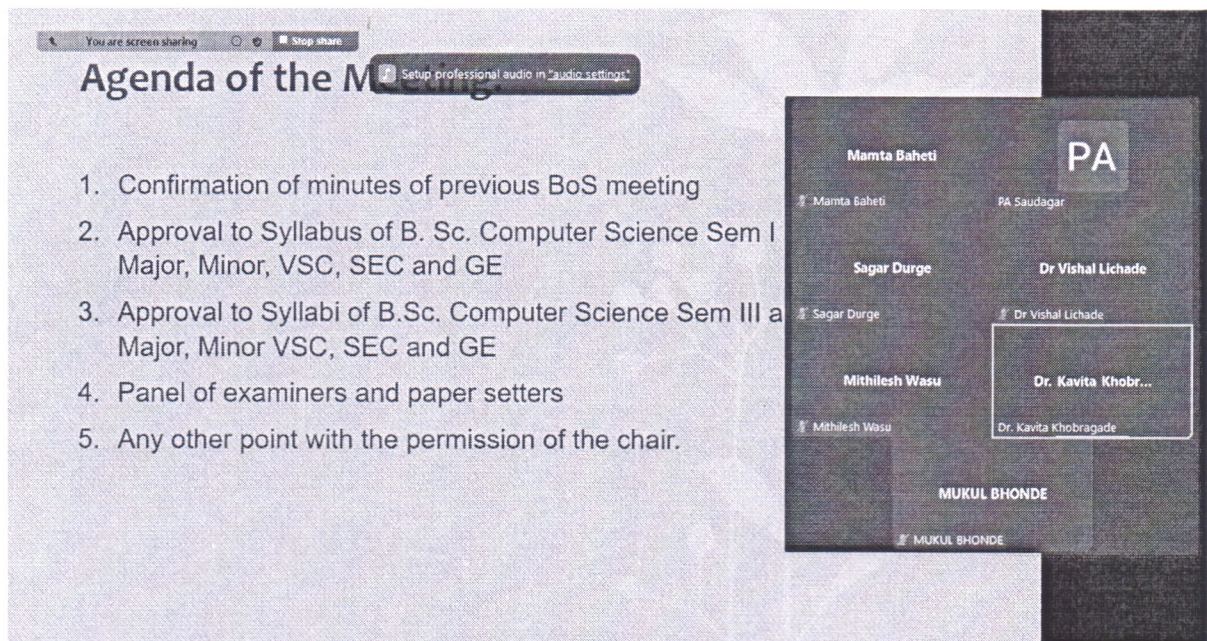 You are screen sharing
Stop share
Setup professional audio in "audio settings"
Agenda of the Meeting:
1. Confirmation of minutes of previous BoS meeting
2. Approval to Syllabus of B. Sc. Computer Science Sem I
Major, Minor, VSC, SEC and GE
3. Approval to Syllabi of B.Sc. Computer Science Sem III a
Major, Minor VSC, SEC and GE
4. Panel of examiners and paper setters
5. Any other point with the permission of the chair.
Mamta Baheti
PA
Mamta Baheti
PA Saudagar
Sagar Durge
Dr Vishal Lichade
Sagar Durge
Dr Vishal Lichade
Mithilesh Wasu
Dr. Kavita Khobr...
Mithilesh Wasu
Dr. Kavita Khobragade
MUKUL BHONDE
MUKUL BHONDE